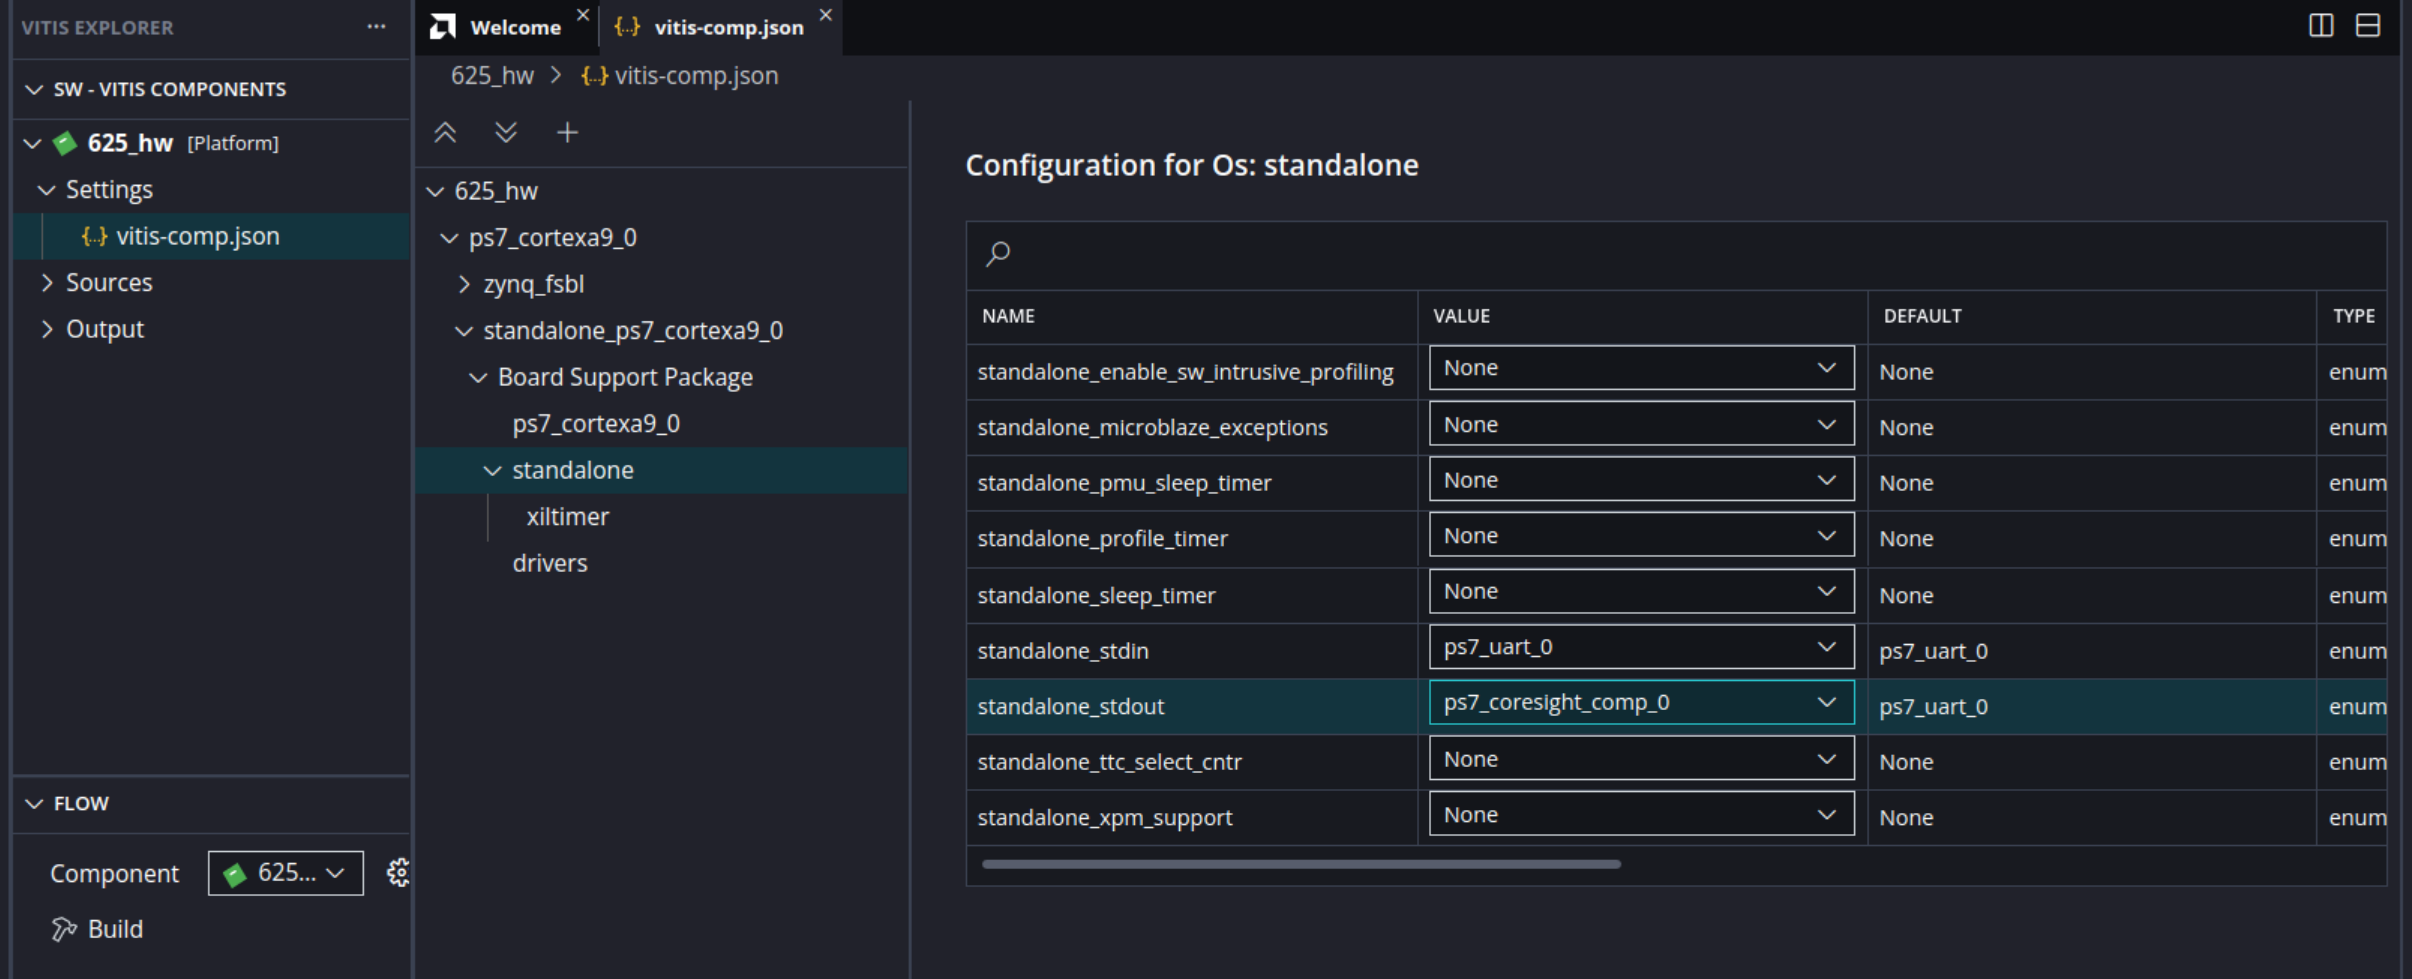 VITIS EXPLORER
SW - VITIS COMPONENTS
625_hw [Platform]
Settings
{..} vitis-comp.json
Sources
Output
FLOW
Component 625...
Build
Welcome
{..} vitis-comp.json
625_hw > {..} vitis-comp.json
625_hw
ps7_cortexa9_0
zynq_fsbl
standalone_ps7_cortexa9_0
Board Support Package
ps7_cortexa9_0
standalone
xiltimer
drivers
Configuration for Os: standalone
NAME VALUE DEFAULT TYPE
standalone_enable_sw_intrusive_profiling None None enum
standalone_microblaze_exceptions None None enum
standalone_pmu_sleep_timer None None enum
standalone_profile_timer None None enum
standalone_sleep_timer None None enum
standalone_stdin ps7_uart_0 ps7_uart_0 enum
standalone_stdout ps7_coresight_comp_0 ps7_uart_0 enum
standalone_ttc_select_cntr None None enum
standalone_xpm_support None None enum